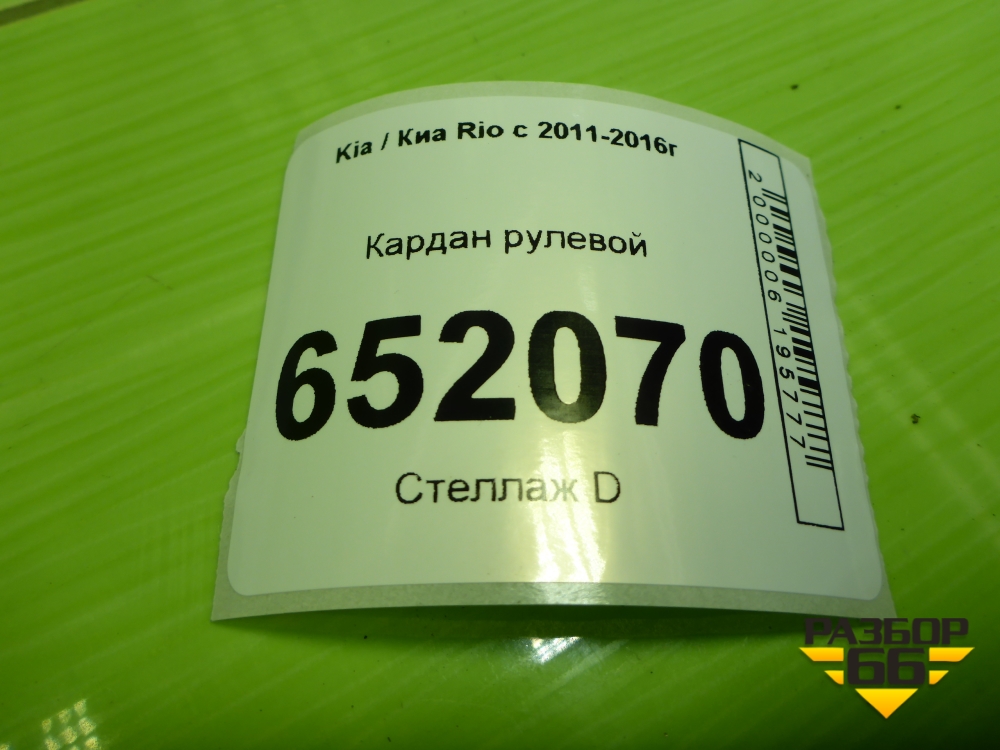 Kia / Киа Rio с 2011-2016г
Кардан рулевой
652070
Стеллаж D
2000006195777
РАЗБОР
66